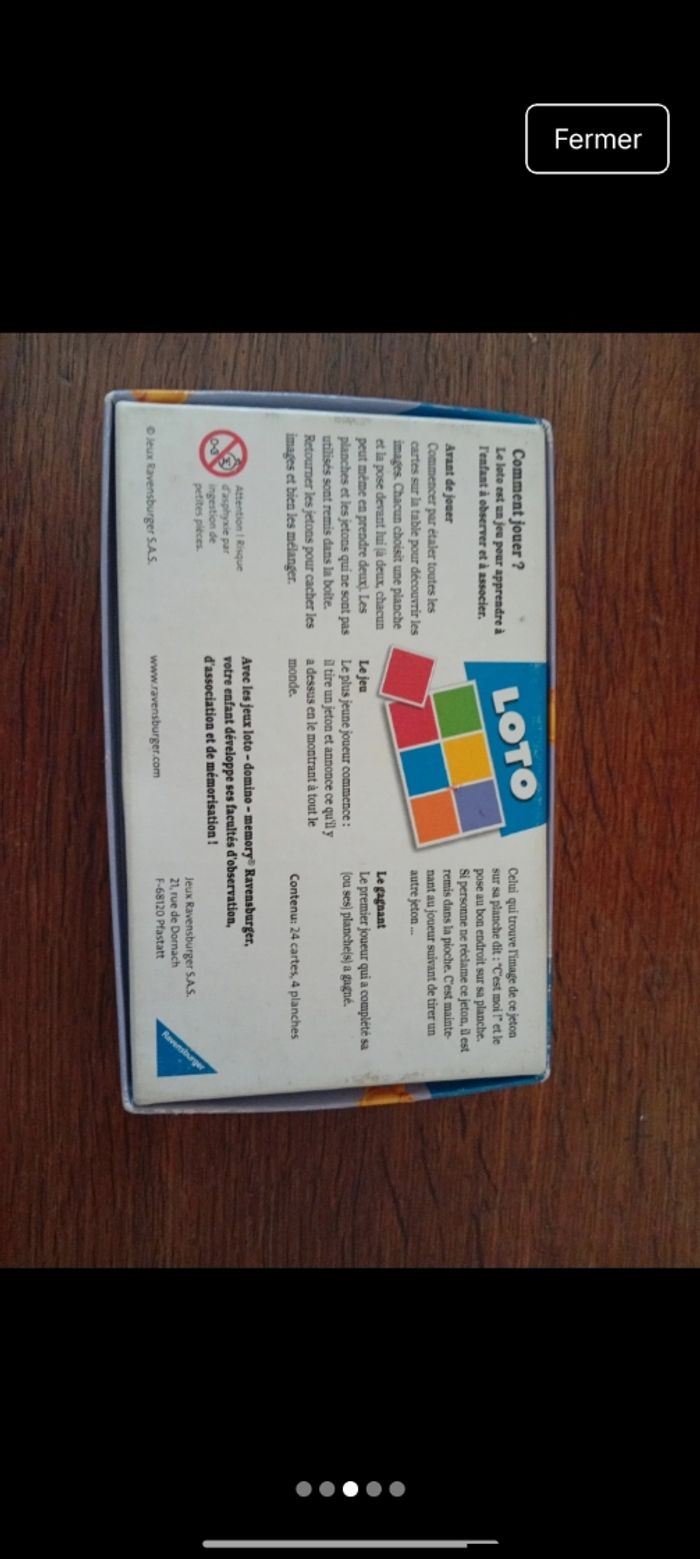 Fermer
Comment jouer ?
Le loto est un jeu pour apprendre à
l'enfant à observer et à associer.
Avant de jouer
Commencer par étaler toutes les
cartes sur la table pour découvrir les
images. Chacun choisit une planche
et la pose devant lui (à deux, chacun
peut même en prendre deux). Les
planches et les jetons qui ne sont pas
utilisés sont remis dans la boîte.
Retourner les jetons pour cacher les
images et bien les mélanger.
Attention ! Risque
d'asphyxie par
ingestion de
petites pièces.
© Jeux Ravensburger S.A.S.
LOTO
Le jeu
Le plus jeune joueur commence :
il tire un jeton et annonce ce qu'il y
a dessus en le montrant à tout le
monde.
Avec les jeux loto – domino – memory® Ravensburger,
votre enfant développe ses facultés d'observation,
d'association et de mémorisation !
www.ravensburger.com
Celui qui trouve l'image de ce jeton
sur sa planche dit : "C'est moi !" et le
pose au bon endroit sur sa planche.
Si personne ne réclame ce jeton, il est
remis dans la pioche. C'est mainte-
nant au joueur suivant de tirer un
autre jeton ...
Le gagnant
Le premier joueur qui a complété sa
(ou ses) planche(s) a gagné.
Contenu: 24 cartes, 4 planches
Jeux Ravensburger S.A.S.
21, rue de Dornach
F-68120 Pfastatt
Ravensburger